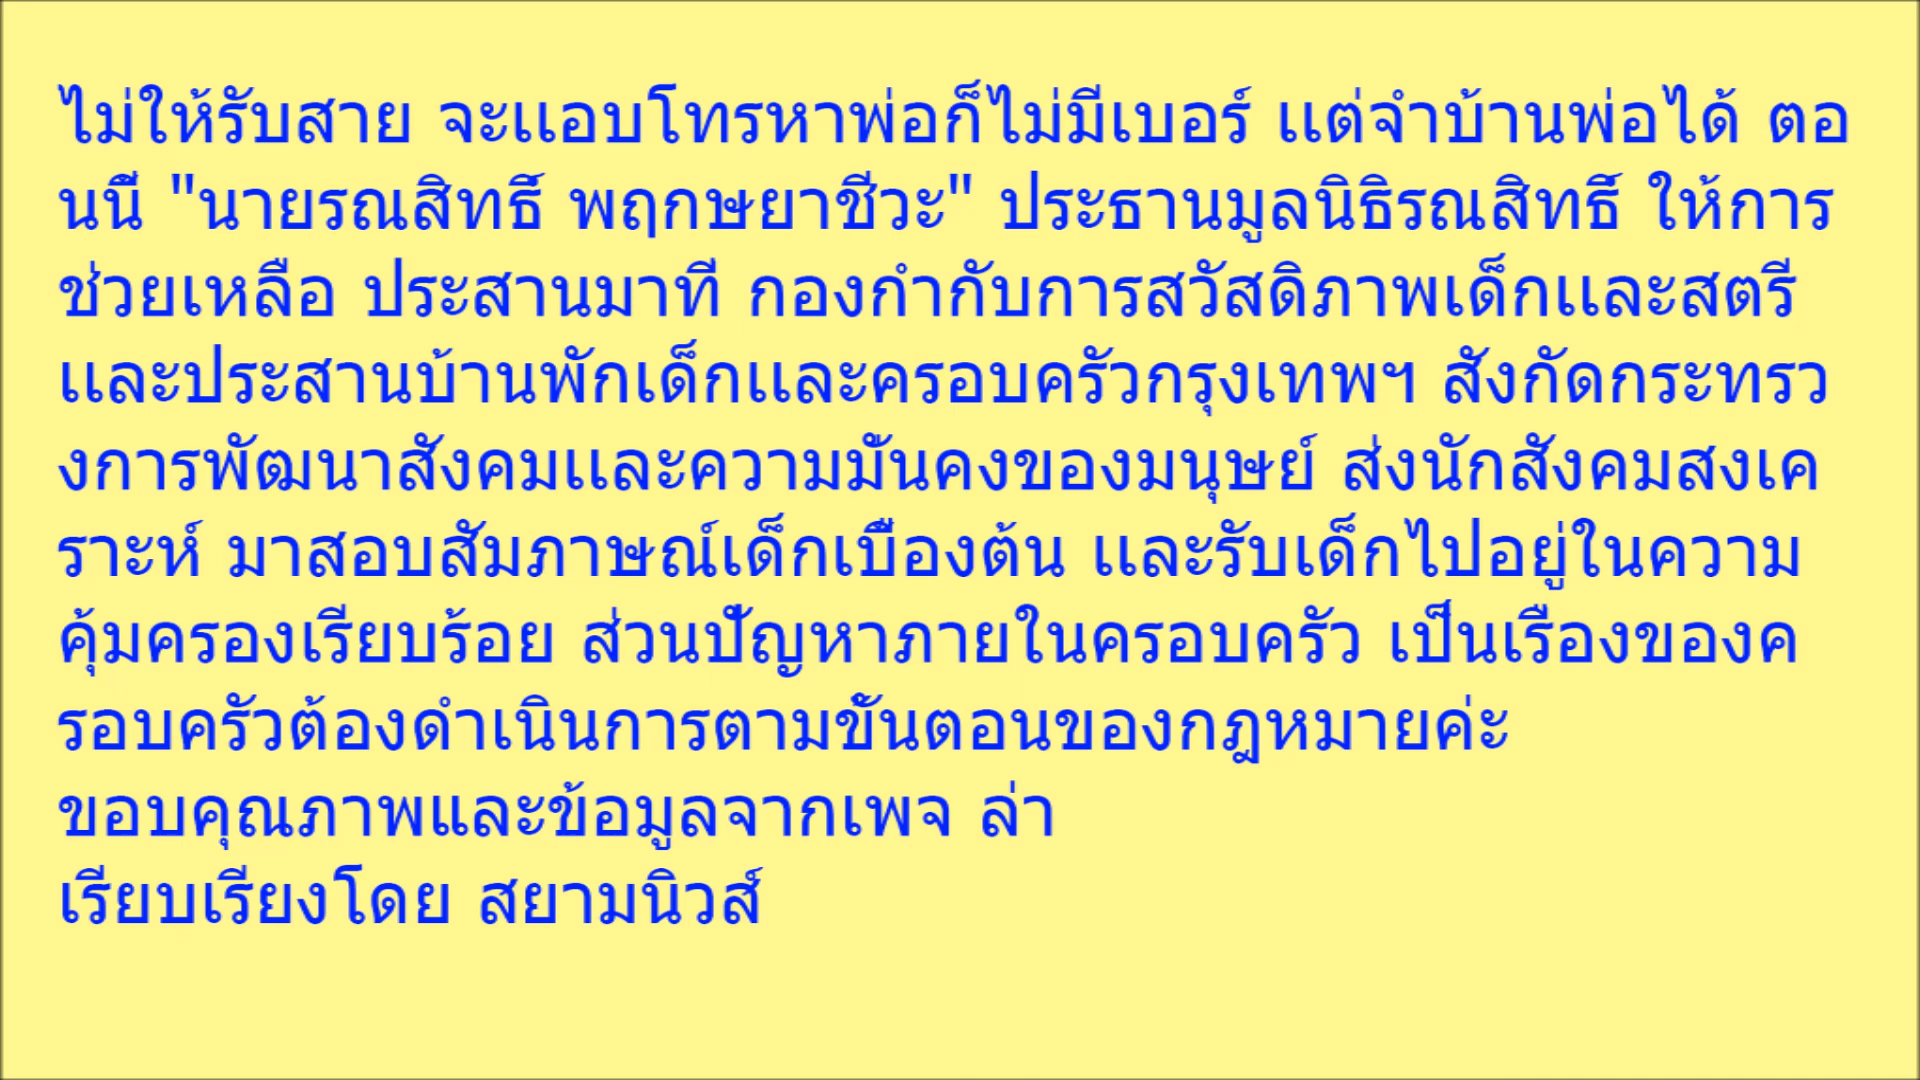 ไม่ให้รับสาย จะแอบโทรหาพ่อก็ไม่มีเบอร์ แต่จำบ้านพ่อได้ ตอ
นนี้ "นายรณสิทธิ์ พฤกษยาชีวะ" ประธานมูลนิธิรณสิทธิ์ ให้การ
ช่วยเหลือ ประสานมาที่ กองกำกับการสวัสดิภาพเด็กและสตรี
และประสานบ้านพักเด็กและครอบครัวกรุงเทพฯ สังกัดกระทรว
งการพัฒนาสังคมและความมั่นคงของมนุษย์ ส่งนักสังคมสงเค
ราะห์ มาสอบสัมภาษณ์เด็กเบื้องต้น และรับเด็กไปอยู่ในความ
คุ้มครองเรียบร้อย ส่วนปัญหาภายในครอบครัว เป็นเรื่องของค
รอบครัวต้องดำเนินการตามขั้นตอนของกฎหมายค่ะ
ขอบคุณภาพและข้อมูลจากเพจ ล่า
เรียบเรียงโดย สยามนิวส์